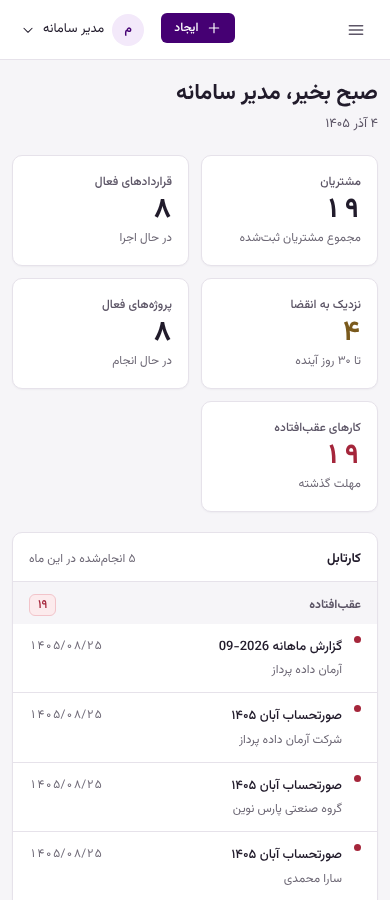 ایجاد
م
مدیر سامانه
صبح بخیر، مدیر سامانه
۴ آذر ۱۴۰۵
مشتریان
۱۹
مجموع مشتریان ثبت‌شده
قراردادهای فعال
۸
در حال اجرا
نزدیک به انقضا
۴
تا ۳۰ روز آینده
پروژه‌های فعال
۸
در حال انجام
کارهای عقب‌افتاده
۱۹
مهلت گذشته
کارتابل
۵ انجام‌شده در این ماه
عقب‌افتاده
۱۹
گزارش ماهانه 2026-09
۱۴۰۵/۰۸/۲۵
آرمان داده پرداز
صورتحساب آبان ۱۴۰۵
۱۴۰۵/۰۸/۲۵
شرکت آرمان داده پرداز
صورتحساب آبان ۱۴۰۵
۱۴۰۵/۰۸/۲۵
گروه صنعتی پارس نوین
صورتحساب آبان ۱۴۰۵
۱۴۰۵/۰۸/۲۵
سارا محمدی